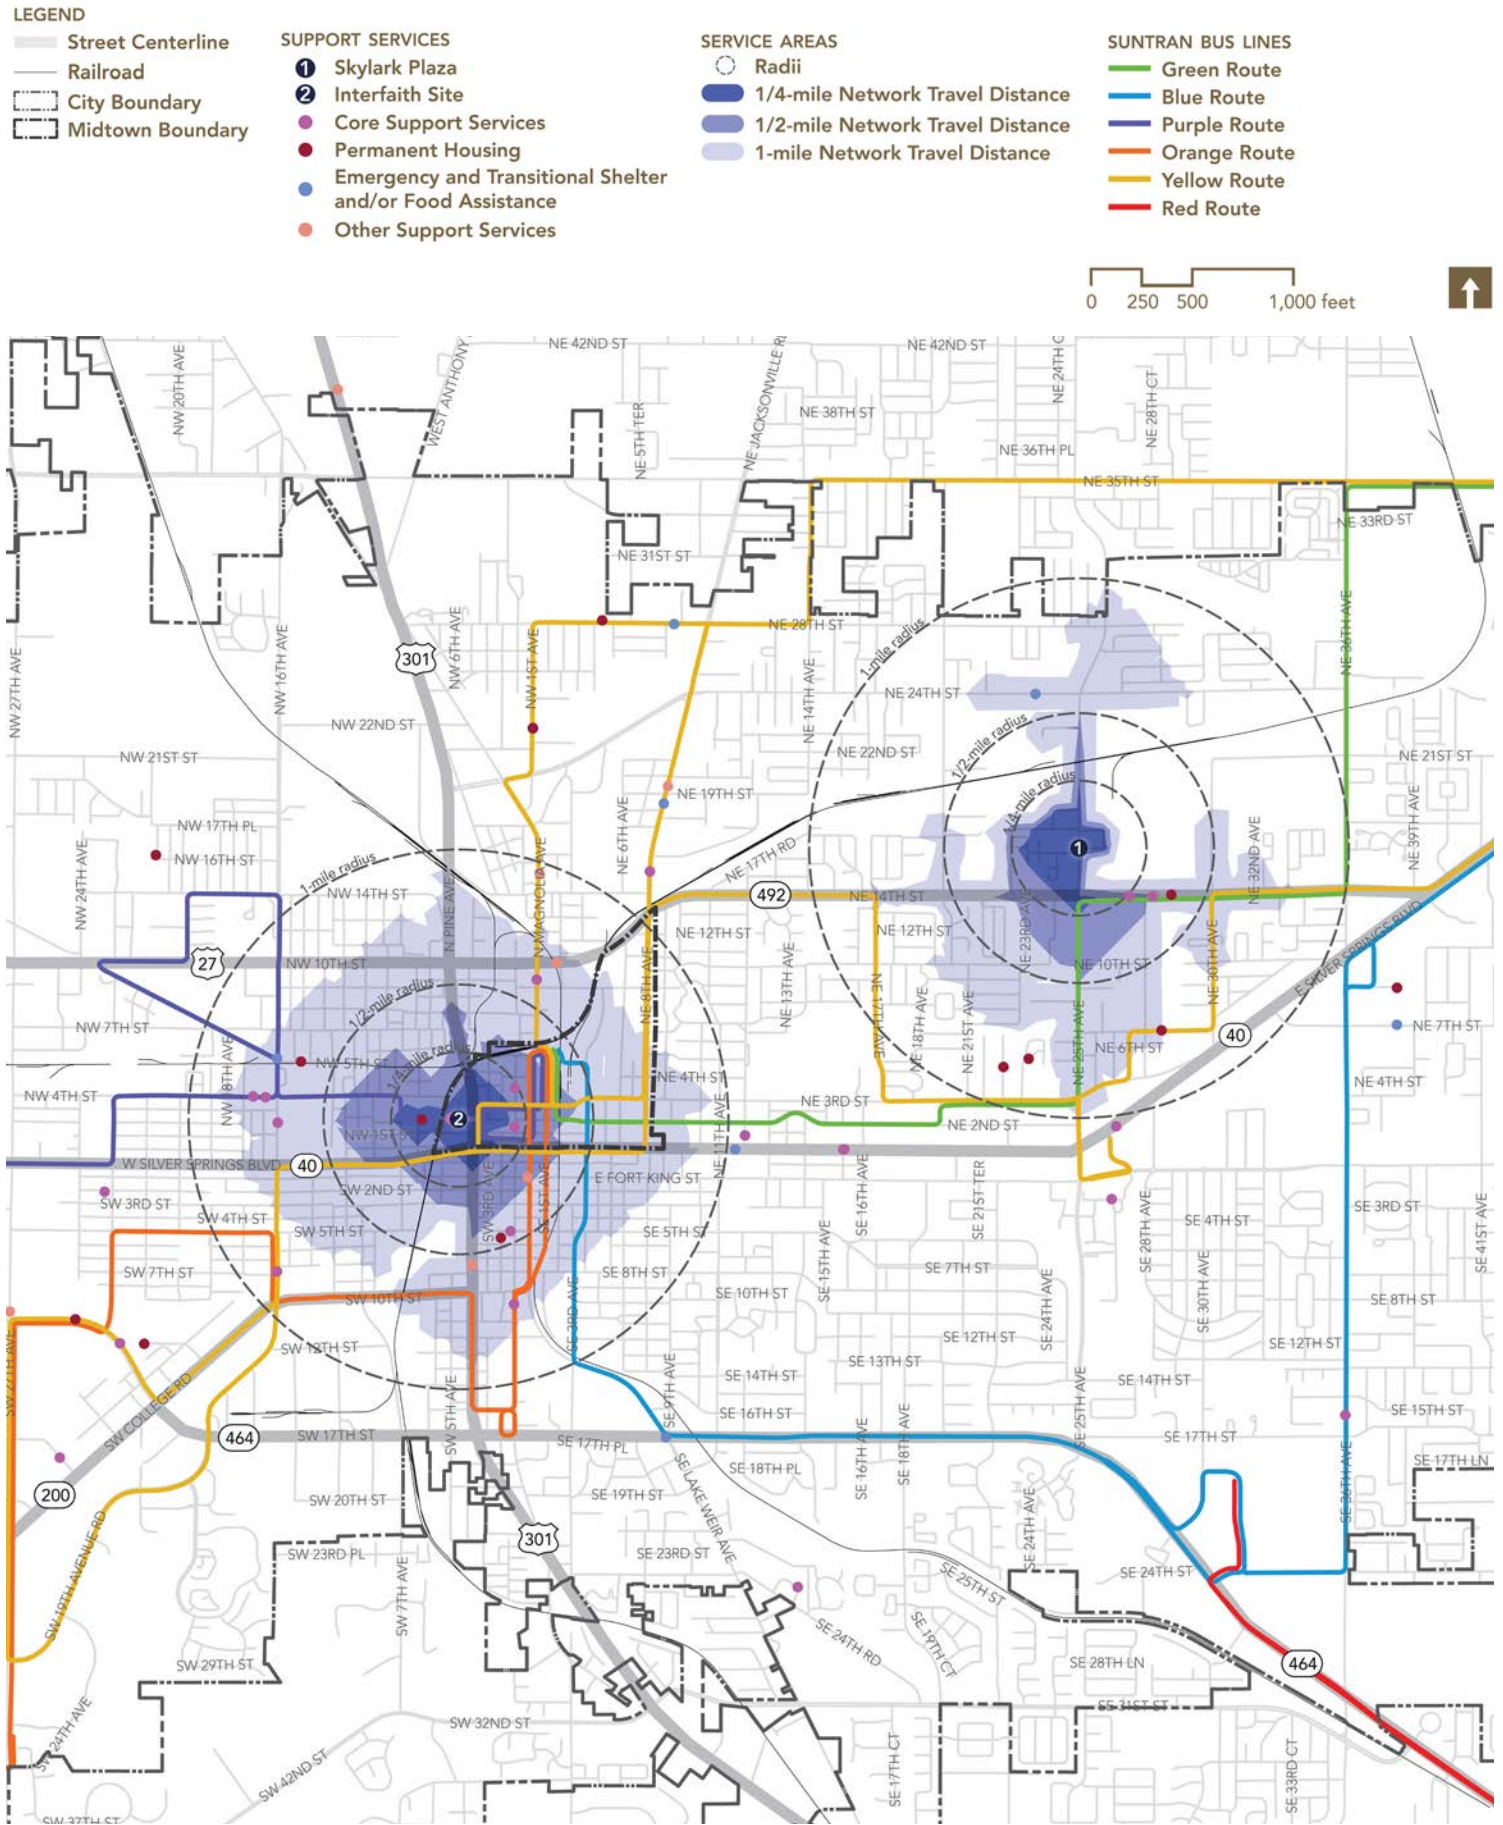 LEGEND
Street Centerline
Railroad
City Boundary
Midtown Boundary
SUPPORT SERVICES
1 Skylark Plaza
2 Interfaith Site
Core Support Services
Permanent Housing
Emergency and Transitional Shelter
and/or Food Assistance
Other Support Services
SERVICE AREAS
Radii
1/4-mile Network Travel Distance
1/2-mile Network Travel Distance
1-mile Network Travel Distance
SUNTRAN BUS LINES
Green Route
Blue Route
Purple Route
Orange Route
Yellow Route
Red Route
0 250 500 1,000 feet
NE 42ND ST
NE 42ND ST
NW 20TH AVE
WEST ANTHONY
NE 5TH TER
NE JACKSONVILLE
NE 24TH
NE 28TH CT
NE 38TH ST
NE 36TH PL
NE 35TH ST
NE 33RD ST
NE 31ST ST
NE 28TH ST
NE 36TH AVE
NW 27TH AVE
NW 16TH AVE
301
NW 6TH AVE
NW 1ST AVE
NE 14TH AVE
1-mile radius
NE 24TH ST
NW 22ND ST
1/2-mile radius
NW 21ST ST
NE 22ND ST
NE 21ST ST
1/4-mile radius
NE 19TH ST
NW 17TH PL
NW 16TH ST
NW 24TH AVE
NE 6TH AVE
N MAGNOLIA AVE
NE 17TH RD
1
NE 39TH AVE
NE 32ND AVE
1-mile radius
NW 14TH ST
492
NE 14TH ST
N PINE AVE
NE 12TH ST
NE 12TH ST
NE 23RD AVE
NE 30TH AVE
E SILVER SPRINGS BLVD
27
NW 10TH ST
NE 10TH ST
NE 8TH AVE
NE 13TH AVE
NE 17TH AVE
NE 18TH AVE
NE 21ST AVE
NE 25TH AVE
1/2-mile radius
NW 7TH ST
NE 7TH ST
40
NE 6TH ST
NW 18TH AVE
NW 5TH ST
1/4-mile radius
NE 4TH ST
NE 4TH ST
NW 4TH ST
NE 3RD ST
NE 2ND ST
2
NW 1ST ST
NE 11TH AVE
W SILVER SPRINGS BLVD
40
E FORT KING ST
SW 2ND ST
SW 3RD AVE
SE 1ST AVE
SE 16TH AVE
SE 21ST TER
SE 28TH AVE
SE 41ST AVE
SW 3RD ST
SE 3RD ST
SW 4TH ST
SE 4TH ST
SW 5TH ST
SE 5TH ST
SE 15TH AVE
SW 7TH ST
SE 8TH ST
SE 7TH ST
SE 3RD AVE
SE 24TH AVE
SE 30TH AVE
SW 10TH ST
SE 10TH ST
SE 8TH ST
SW 12TH ST
SE 12TH ST
SE 12TH ST
SW 27TH AVE
SE 13TH ST
SE 14TH ST
SE 14TH ST
SE 9TH AVE
SW COLLEGE RD
SW 5TH AVE
SE 16TH ST
SE 15TH ST
SE 25TH AVE
464
SW 17TH ST
SE 17TH PL
SE 16TH AVE
SE 18TH AVE
SE 17TH ST
SE 17TH LN
SE 18TH PL
SE LAKE WEIR AVE
SE 36TH AVE
200
SW 20TH ST
SE 19TH ST
SE 24TH AVE
301
SW 23RD PL
SE 23RD ST
SE 24TH ST
SE 25TH ST
SW 19TH AVENUE RD
SW 7TH AVE
SE 24TH RD
SE 19TH CT
SW 29TH ST
SE 28TH LN
464
SE 31ST ST
SW 24TH AVE
SW 32ND ST
SW 42ND ST
SE 17TH CT
SE 33RD CT
SW 37TH ST